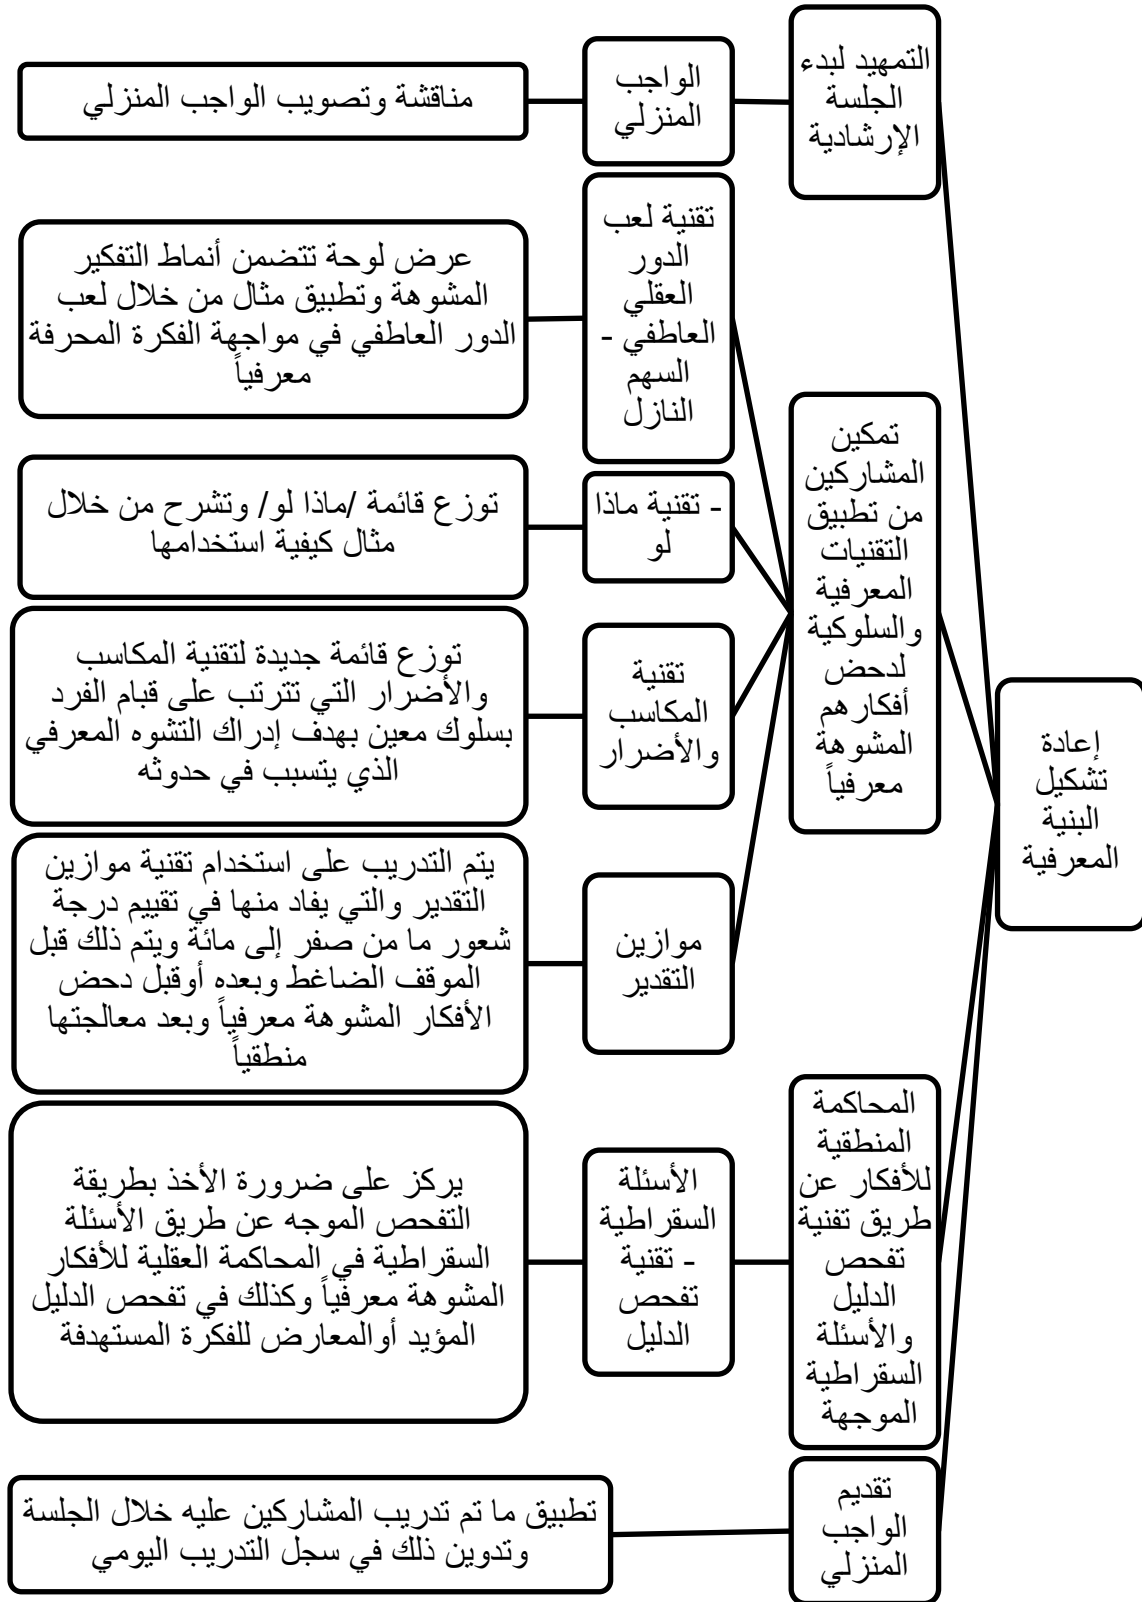 إعادة
تشكيل
البنية
المعرفية
التمهيد لبدء
الجلسة
الإرشادية
الواجب
المنزلي
مناقشة وتصويب الواجب المنزلي
تمكين
المشاركين
من تطبيق
التقنيات
المعرفية
والسلوكية
لدحض
أفكارهم
المشوهة
معرفياً
تقنية لعب
الدور
العقلي
العاطفي -
السهم
النازل
عرض لوحة تتضمن أنماط التفكير
المشوهة وتطبيق مثال من خلال لعب
الدور العاطفي في مواجهة الفكرة المحرفة
معرفياً
- تقنية ماذا
لو
توزع قائمة /ماذا لو/ وتشرح من خلال
مثال كيفية استخدامها
تقنية
المكاسب
والأضرار
توزع قائمة جديدة لتقنية المكاسب
والأضرار التي تترتب على قيام الفرد
بسلوك معين بهدف إدراك التشوه المعرفي
الذي يتسبب في حدوثه
موازين
التقدير
يتم التدريب على استخدام تقنية موازين
التقدير والتي يفاد منها في تقييم درجة
شعور ما من صفر إلى مائة ويتم ذلك قبل
الموقف الضاغط وبعده أوقبل دحض
الأفكار المشوهة معرفياً وبعد معالجتها
منطقياً
المحاكمة
المنطقية
للأفكار عن
طريق تفنية
تفحص
الدليل
والأسئلة
السقراطية
الموجهة
الأسئلة
السقراطية
- تقنية
تفحص
الدليل
يركز على ضرورة الأخذ بطريقة
التفحص الموجه عن طريق الأسئلة
السقراطية في المحاكمة العقلية للأفكار
المشوهة معرفياً وكذلك في تفحص الدليل
المؤيد أوالمعارض للفكرة المستهدفة
تقديم
الواجب
المنزلي
تطبيق ما تم تدريب المشاركين عليه خلال الجلسة
وتدوين ذلك في سجل التدريب اليومي